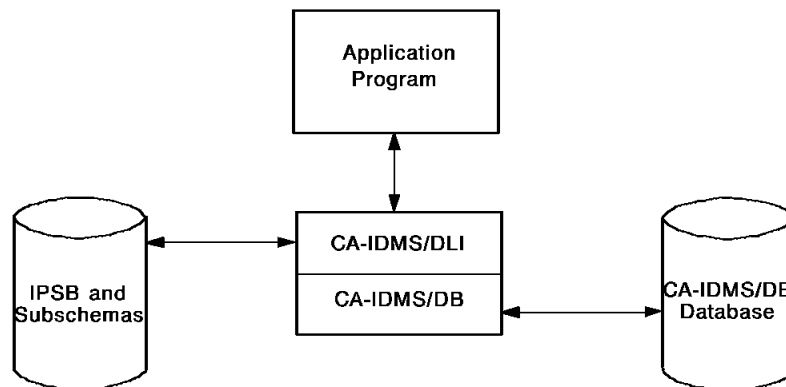 Application
Program
CA-IDMS/DLI
CA-IDMS/DB
IPSB and
Subschemas
CA-IDMS/DB
Database